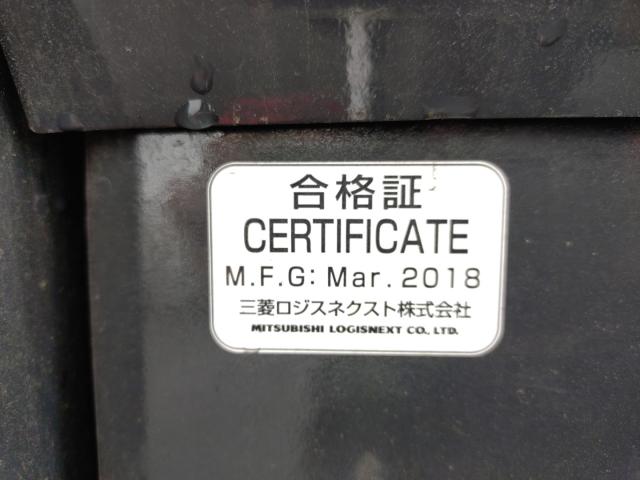 合格証
CERTIFICATE
M.F.G: Mar. 2018
三菱ロジスネクスト株式会社
MITSUBISHI LOGISNEXT CO., LTD.